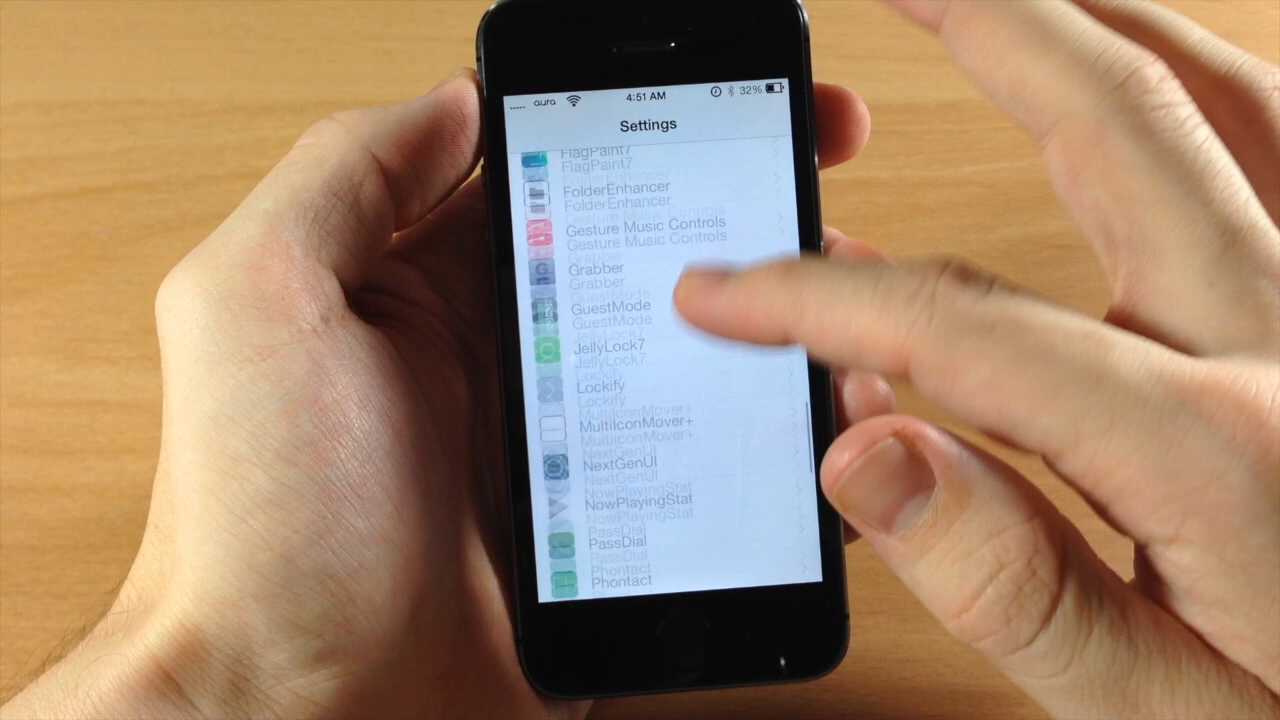 aura 4:51 AM 32%
Settings
FlagPaint7
FolderEnhancer
Gesture Music Controls
Grabber
GuestMode
JellyLock7
Lockify
MultiIconMover+
NextGenUI
NowPlayingStat
PassDial
Phontact